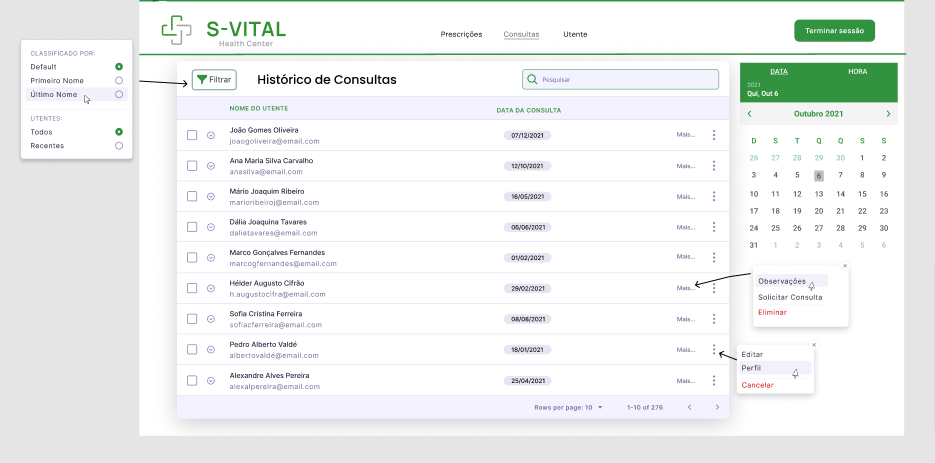 S-VITAL
Health Center
Prescrições
Consultas
Utente
Terminar sessão
CLASSIFICADO POR:
Default
Primeiro Nome
Último Nome
UTENTES:
Todos
Recentes
Filtrar
Histórico de Consultas
Pesquisar
NOME DO UTENTE
DATA DA CONSULTA
João Gomes Oliveira
joaogoliveira@email.com
07/12/2021
Mais...
Ana Maria Silva Carvalho
anasilva@email.com
12/10/2021
Mais...
Mário Joaquim Ribeiro
marioribeiroj@email.com
16/05/2021
Mais...
Dália Joaquina Tavares
daliatavares@email.com
06/06/2021
Mais...
Marco Gonçalves Fernandes
marcogfernandes@email.com
01/02/2021
Mais...
Hélder Augusto Cifrão
h.augustocifra@email.com
29/02/2021
Mais...
Sofia Cristina Ferreira
sofiacferreira@email.com
08/08/2021
Mais...
Pedro Alberto Valdé
albertovaldé@email.com
18/01/2021
Mais...
Alexandre Alves Pereira
alexalpereira@email.com
25/04/2021
Mais...
Rows per page: 10
1-10 of 276
DATA
HORA
2021
Qui, Out 6
Outubro 2021
D S T Q Q S S
26 27 28 29 30 1 2
3 4 5 6 7 8 9
10 11 12 13 14 15 16
17 18 19 20 21 22 23
24 25 26 27 28 29 30
31 1 2 3 4 5 6
Observações
Solicitar Consulta
Eliminar
Editar
Perfil
Cancelar